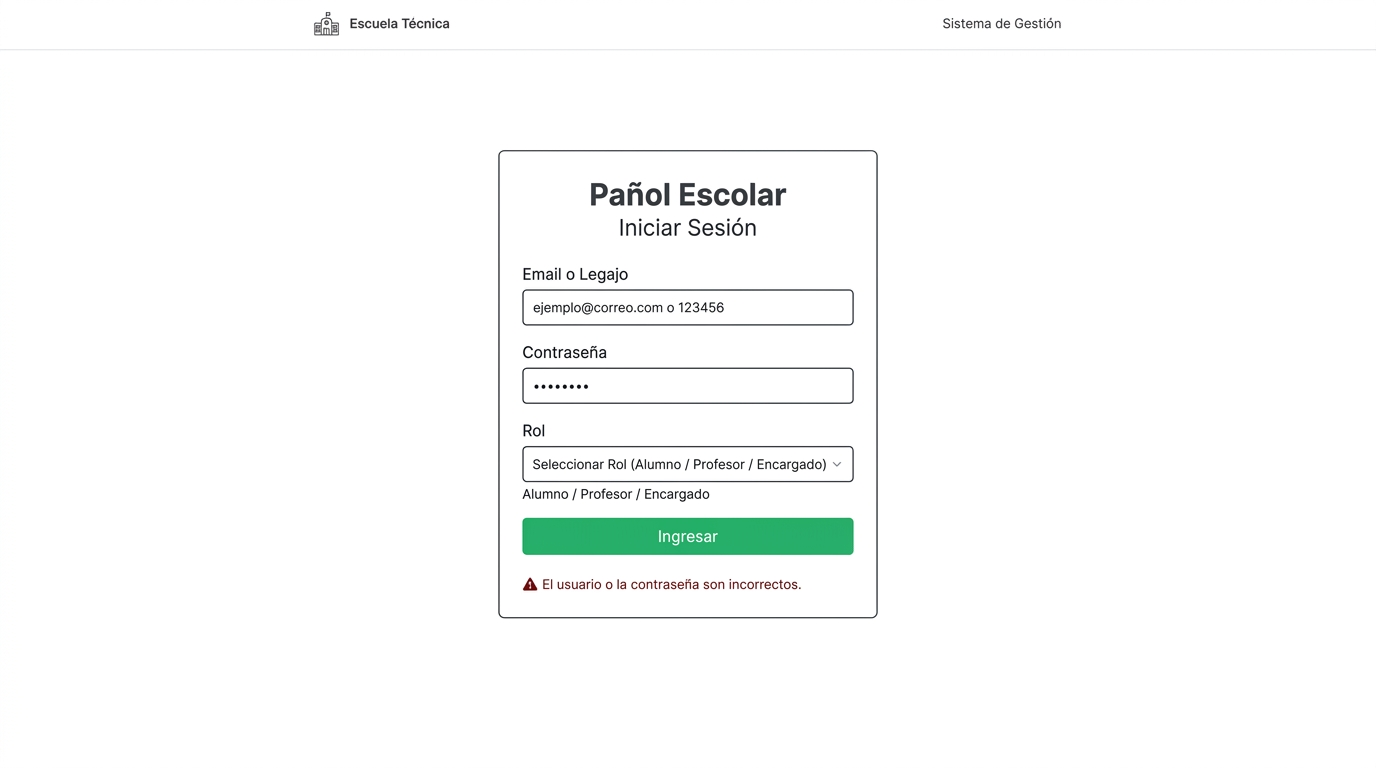 Escuela Técnica
Sistema de Gestión
Pañol Escolar
Iniciar Sesión
Email o Legajo
ejemplo@correo.com o 123456
Contraseña
••••••••
Rol
Seleccionar Rol (Alumno / Profesor / Encargado)
Alumno / Profesor / Encargado
Ingresar
El usuario o la contraseña son incorrectos.